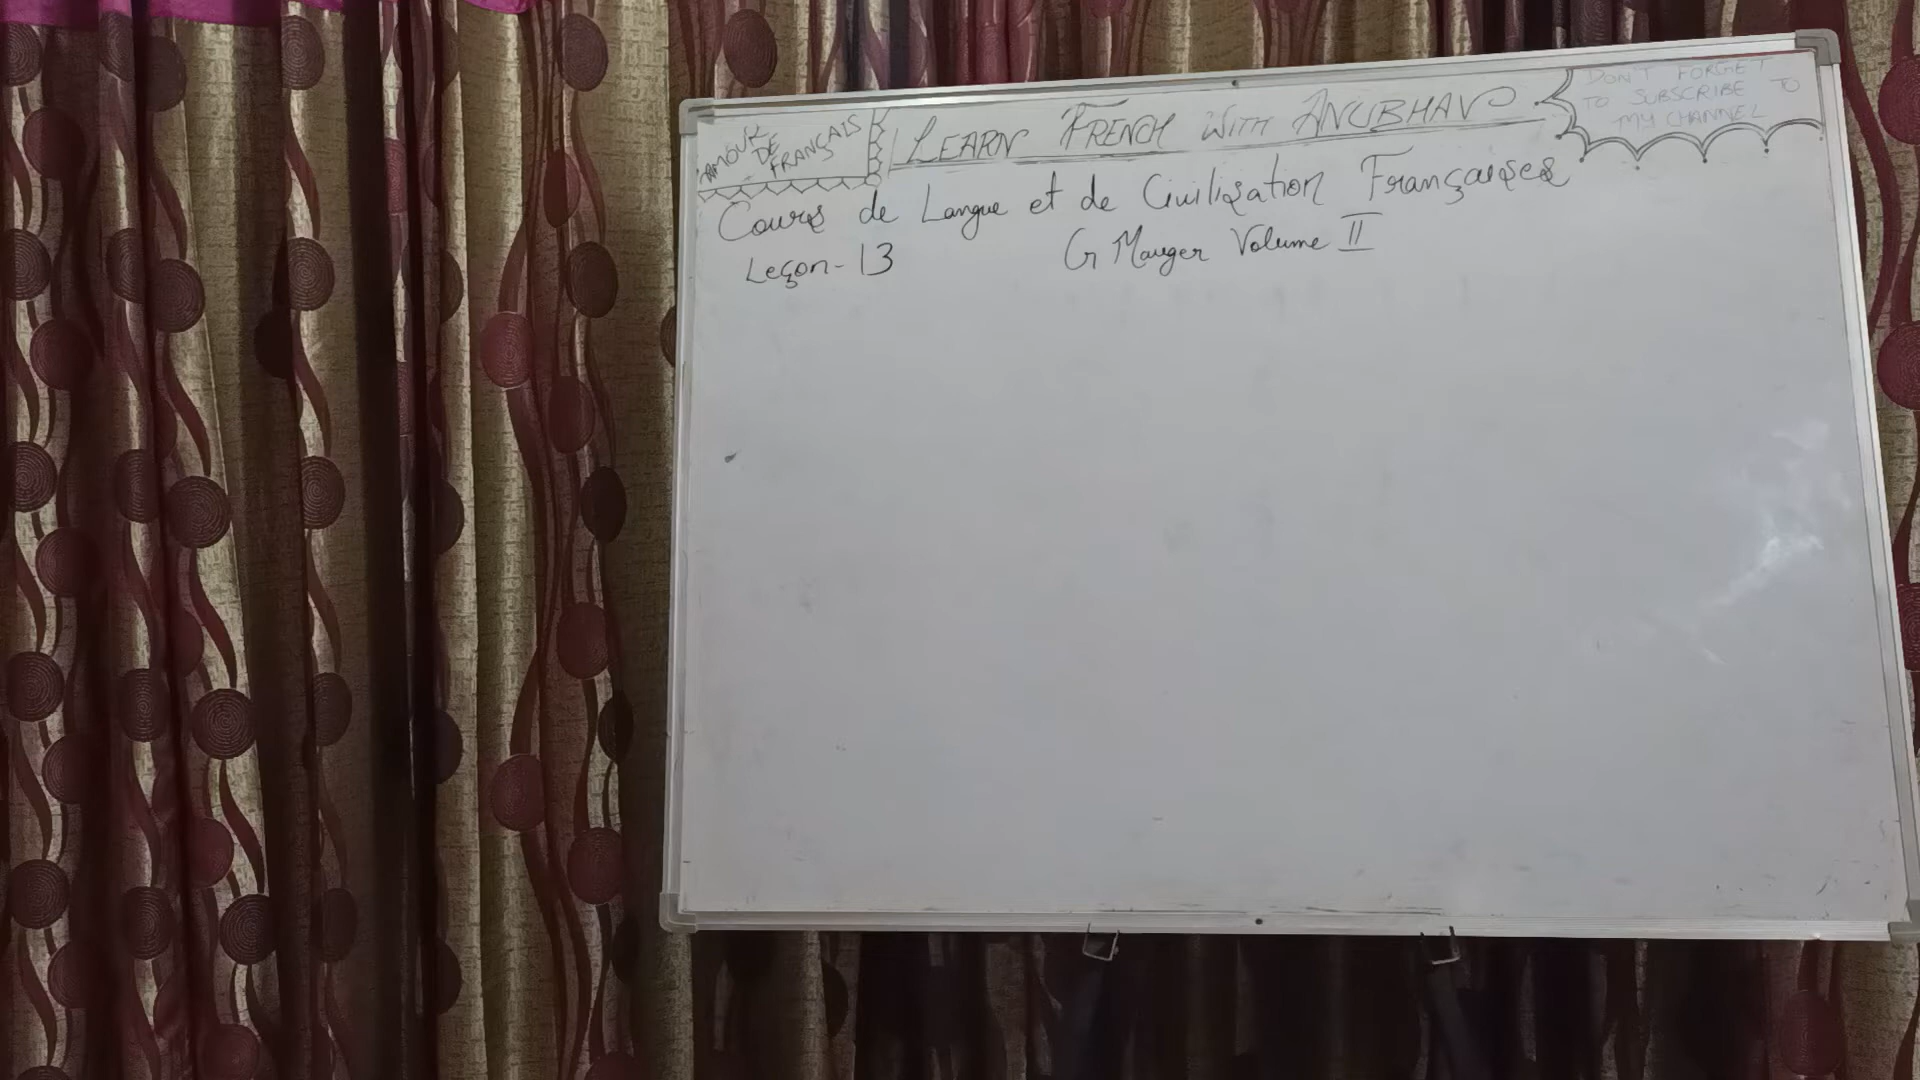 L'AMOUR
DE
FRANÇAIS
LEARN FRENCH WITH ANUBHAV
DON'T FORGET
TO SUBSCRIBE TO
MY CHANNEL
Cours de Langue et de Civilisation Françaises
Leçon - 13
G Mauger Volume II